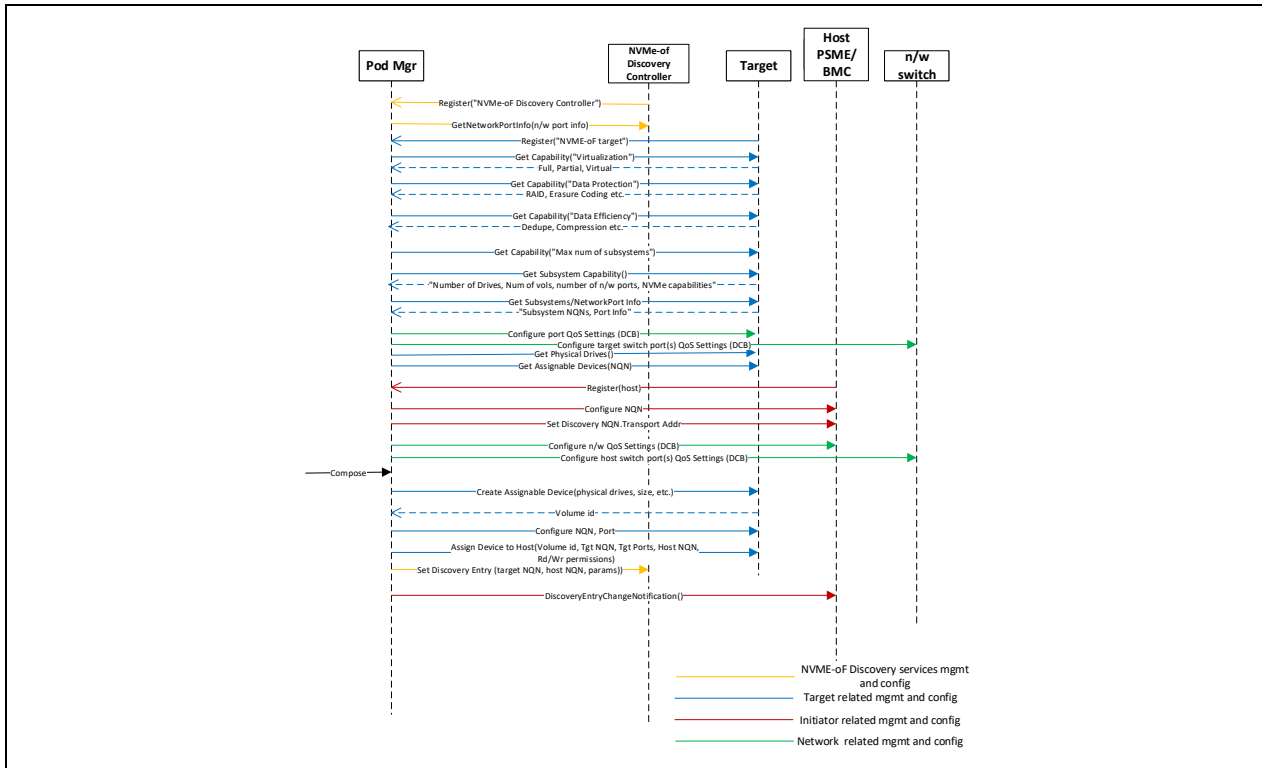 Pod Mgr
NVMe-of
Discovery
Controller
Target
Host
PSME/
BMC
n/w
switch
Register("NVMe-oF Discovery Controller")
GetNetworkPortInfo(n/w port info)
Register("NVME-oF target")
Get Capability("Virtualization")
Full, Partial, Virtual
Get Capability("Data Protection")
RAID, Erasure Coding etc.
Get Capability("Data Efficiency")
Dedupe, Compression etc.
Get Capability("Max num of subsystems")
Get Subsystem Capability()
"Number of Drives, Num of vols, number of n/w ports, NVMe capabilities"
Get Subsystems/NetworkPort Info
"Subsystem NQNs, Port Info"
Configure port QoS Settings (DCB)
Configure target switch port(s) QoS Settings (DCB)
Get Physical Drives()
Get Assignable Devices(NQN)
Register(host)
Configure NQN
Set Discovery NQN.Transport Addr
Configure n/w QoS Settings (DCB)
Configure host switch port(s) QoS Settings (DCB)
Compose
Create Assignable Device(physical drives, size, etc.)
Volume id
Configure NQN, Port
Assign Device to Host(Volume id, Tgt NQN, Tgt Ports, Host NQN,
Rd/Wr permissions)
Set Discovery Entry (target NQN, host NQN, params))
DiscoveryEntryChangeNotification()
NVME-oF Discovery services mgmt
and config
Target related mgmt and config
Initiator related mgmt and config
Network  related mgmt and config